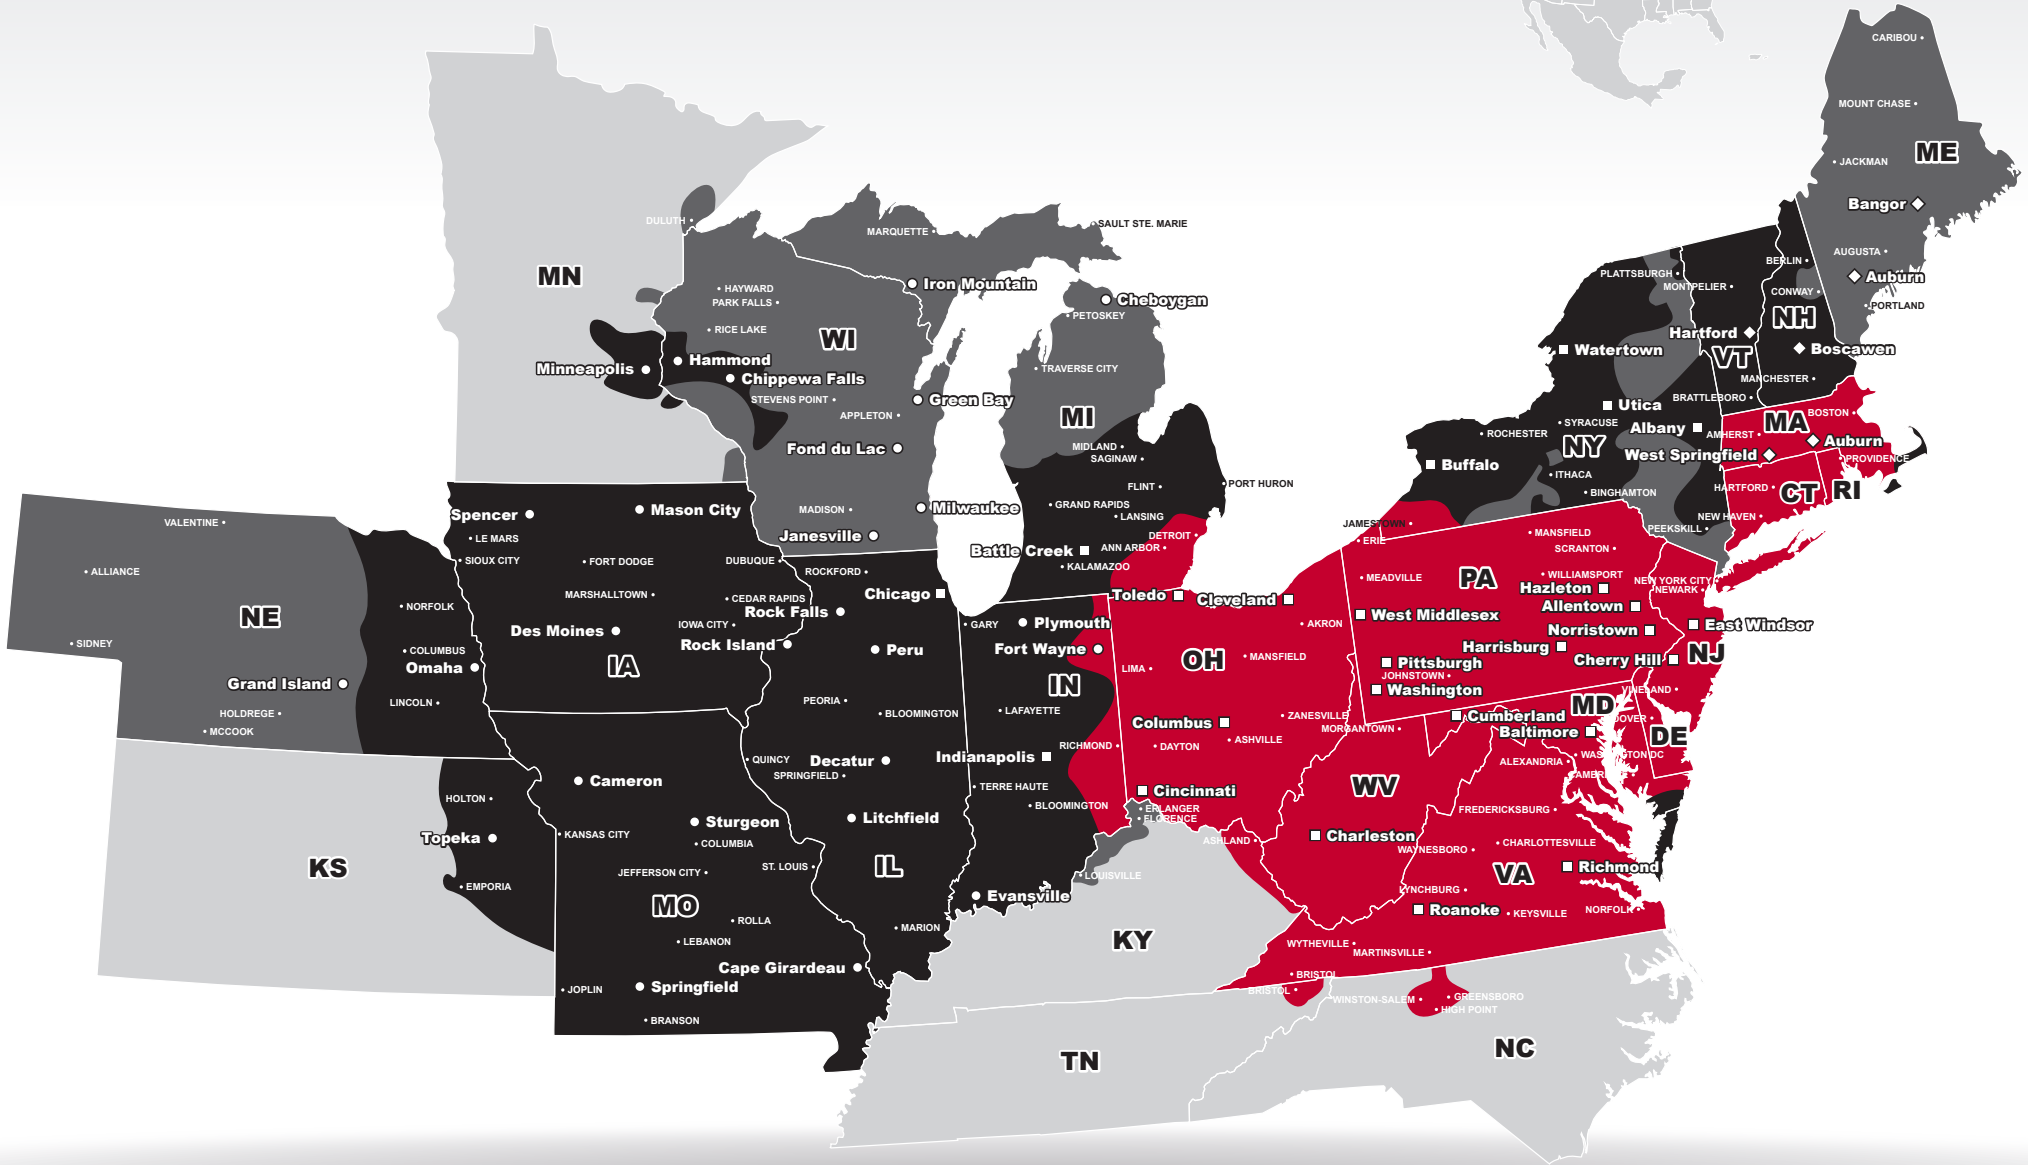 CARIBOU
MOUNT CHASE
JACKMAN
ME
Bangor
AUGUSTA
Auburn
PORTLAND
BERLIN
CONWAY
NH
Boscawen
MANCHESTER
PLATTSBURGH
MONTPELIER
Hartford
VT
BRATTLEBORO
Watertown
Utica
SYRACUSE
ROCHESTER
NY
Albany
Buffalo
ITHACA
BINGHAMTON
PEEKSKILL
JAMESTOWN
MA
BOSTON
AMHERST
Auburn
West Springfield
PROVIDENCE
HARTFORD
CT
RI
NEW HAVEN
NEW YORK CITY
NEWARK
East Windsor
NJ
Cherry Hill
VINELAND
ERIE
MANSFIELD
SCRANTON
MEADVILLE
PA
WILLIAMSPORT
Hazleton
Allentown
West Middlesex
Norristown
Harrisburg
Pittsburgh
JOHNSTOWN
Washington
MD
Cumberland
Baltimore
DOVER
DE
WASHINGTON DC
CAMBRIDGE
ALEXANDRIA
MORGANTOWN
WV
Charleston
FREDERICKSBURG
CHARLOTTESVILLE
WAYNESBORO
VA
Richmond
LYNCHBURG
Roanoke
KEYSVILLE
NORFOLK
WYTHEVILLE
MARTINSVILLE
BRISTOL
BRISTOL
WINSTON-SALEM
GREENSBORO
HIGH POINT
NC
TN
KY
ASHLAND
LOUISVILLE
ERLANGER
FLORENCE
Toledo
Cleveland
AKRON
OH
LIMA
MANSFIELD
Columbus
ZANESVILLE
DAYTON
ASHVILLE
Cincinnati
MARQUETTE
SAULT STE. MARIE
Iron Mountain
Cheboygan
PETOSKEY
TRAVERSE CITY
MI
MIDLAND
SAGINAW
FLINT
PORT HURON
GRAND RAPIDS
LANSING
DETROIT
Battle Creek
ANN ARBOR
KALAMAZOO
GARY
Plymouth
Fort Wayne
IN
LAFAYETTE
RICHMOND
Indianapolis
TERRE HAUTE
BLOOMINGTON
Evansville
DULUTH
MN
Minneapolis
HAYWARD
PARK FALLS
RICE LAKE
WI
Hammond
Chippewa Falls
STEVENS POINT
Green Bay
APPLETON
Fond du Lac
MADISON
Milwaukee
Janesville
ROCKFORD
Chicago
Rock Falls
Rock Island
Peru
PEORIA
BLOOMINGTON
QUINCY
Decatur
SPRINGFIELD
Litchfield
IL
MARION
Spencer
Mason City
LE MARS
SIOUX CITY
FORT DODGE
DUBUQUE
MARSHALLTOWN
CEDAR RAPIDS
IOWA CITY
Des Moines
IA
VALENTINE
ALLIANCE
NE
NORFOLK
SIDNEY
COLUMBUS
Omaha
Grand Island
LINCOLN
HOLDREGE
MCCOOK
HOLTON
Topeka
KS
EMPORIA
Cameron
Sturgeon
KANSAS CITY
COLUMBIA
JEFFERSON CITY
ST. LOUIS
MO
ROLLA
LEBANON
Cape Girardeau
JOPLIN
Springfield
BRANSON